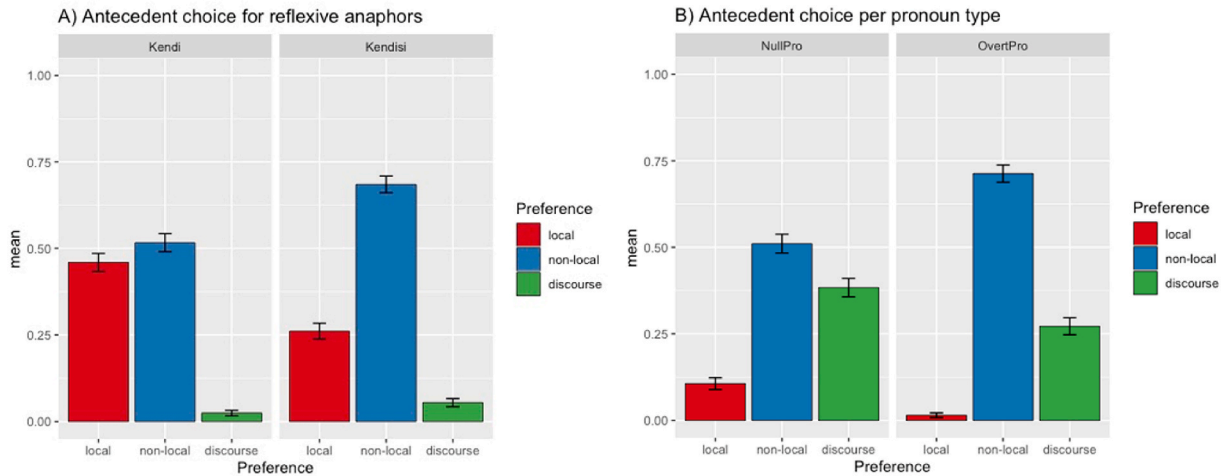 A) Antecedent choice for reflexive anaphors
Kendi
Kendisi
1.00
0.75
0.50
0.25
0.00
mean
local
non-local
discourse
local
non-local
discourse
Preference
Preference
local
non-local
discourse
B) Antecedent choice per pronoun type
NullPro
OvertPro
1.00
0.75
0.50
0.25
0.00
mean
local
non-local
discourse
local
non-local
discourse
Preference
Preference
local
non-local
discourse